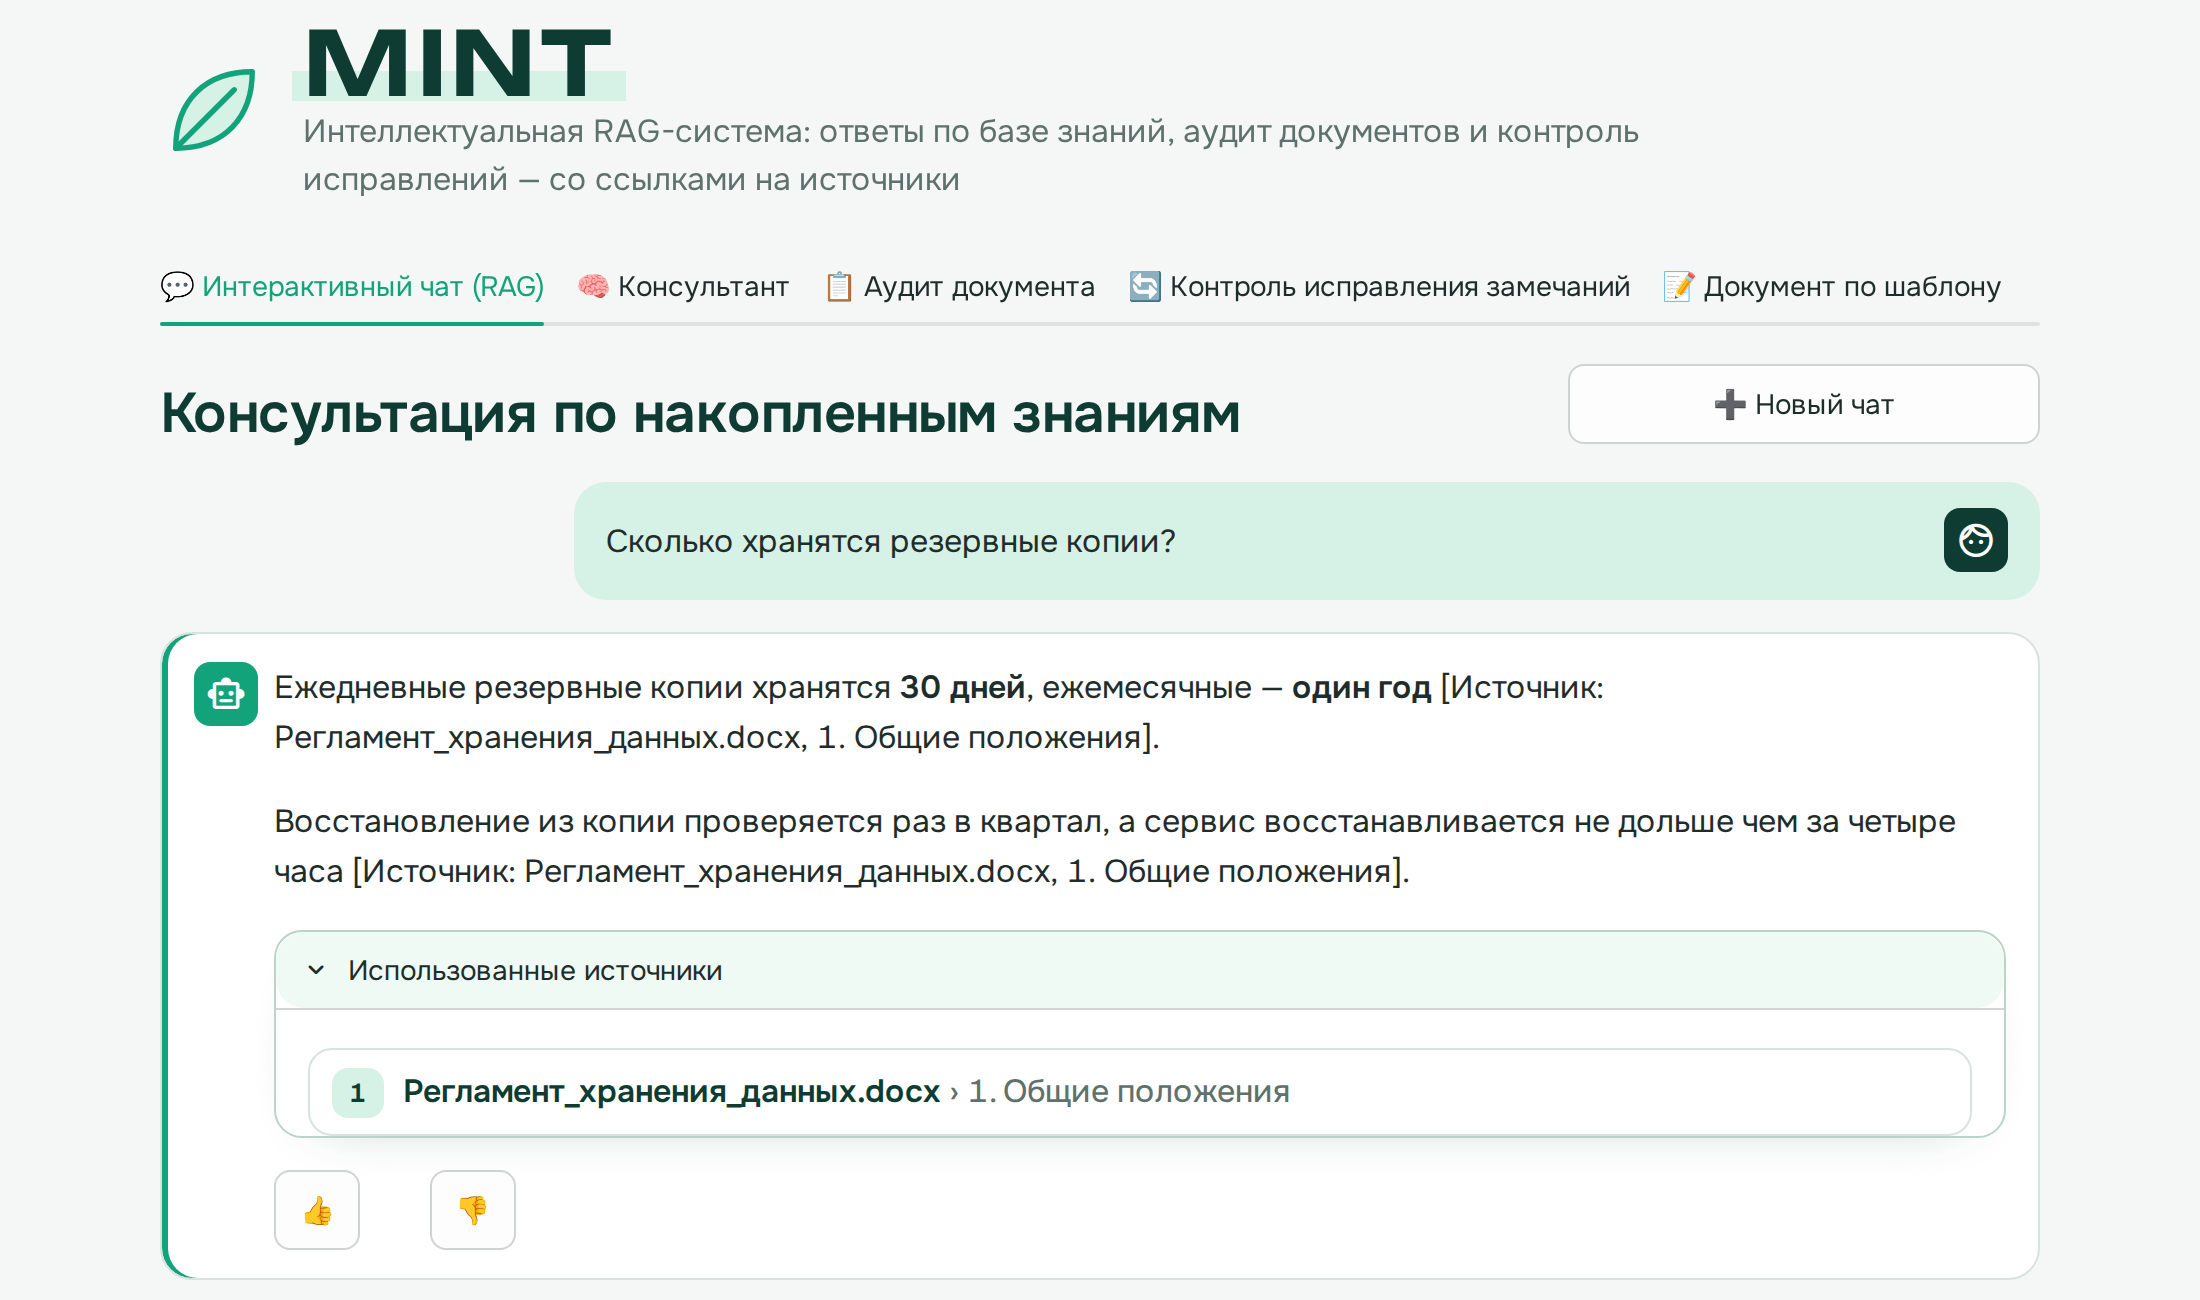 MINT
Интеллектуальная RAG-система: ответы по базе знаний, аудит документов и контроль
исправлений — со ссылками на источники
💬 Интерактивный чат (RAG) 🧠 Консультант 📋 Аудит документа 🔄 Контроль исправления замечаний 📝 Документ по шаблону
Консультация по накопленным знаниям
➕ Новый чат
Сколько хранятся резервные копии?
Ежедневные резервные копии хранятся 30 дней, ежемесячные — один год [Источник:
Регламент_хранения_данных.docx, 1. Общие положения].
Восстановление из копии проверяется раз в квартал, а сервис восстанавливается не дольше чем за четыре
часа [Источник: Регламент_хранения_данных.docx, 1. Общие положения].
Использованные источники
1 Регламент_хранения_данных.docx › 1. Общие положения